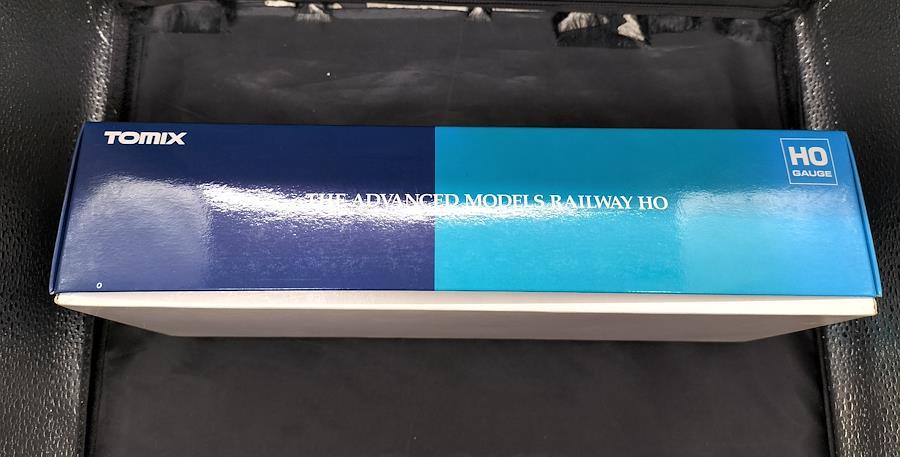 TOMIX
HO
GAUGE
THE ADVANCED MODELS RAILWAY HO
O